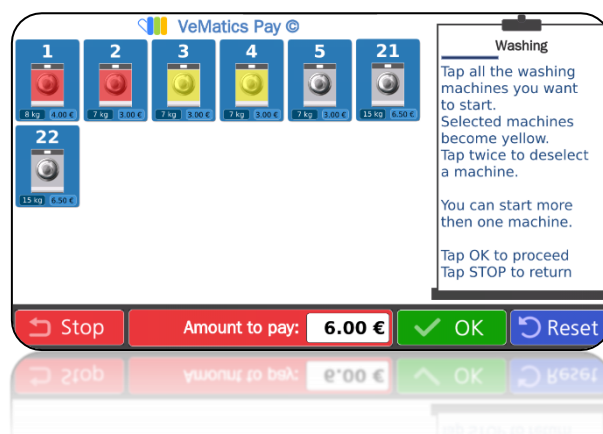 VeMatics Pay ©
1 2 3 4 5 21
8 kg 4.00 € 7 kg 3.00 € 7 kg 3.00 € 7 kg 3.00 € 7 kg 3.00 € 15 kg 6.50 €
22
15 kg 6.50 €
Washing
Tap all the washing
machines you want
to start.
Selected machines
become yellow.
Tap twice to deselect
a machine.
You can start more
then one machine.
Tap OK to proceed
Tap STOP to return
Stop Amount to pay: 6.00 € OK Reset